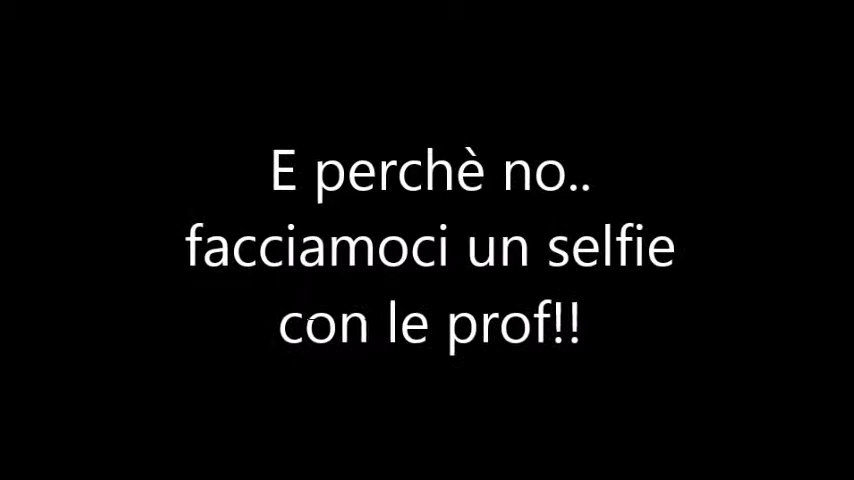 E perchè no..
facciamoci un selfie
con le prof!!